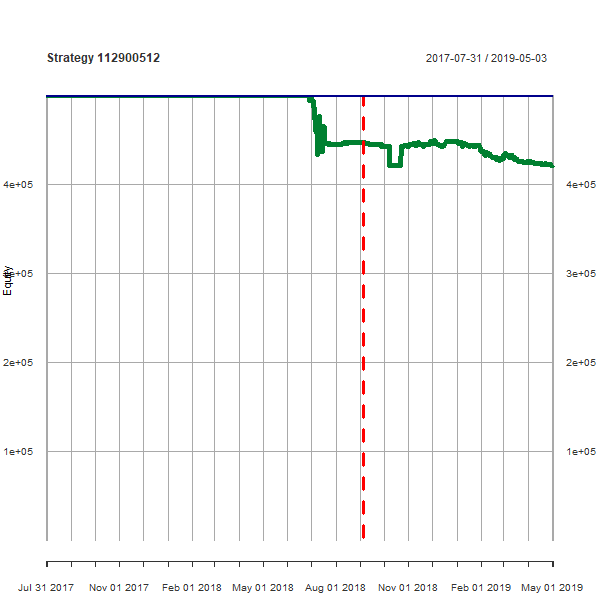 Strategy 112900512
2017-07-31 / 2019-05-03
4e+05
4e+05
Equity
3e+05
2e+05
2e+05
1e+05
1e+05
Jul 31 2017
Nov 01 2017
Feb 01 2018
May 01 2018
Aug 01 2018
Nov 01 2018
Feb 01 2019
May 01 2019